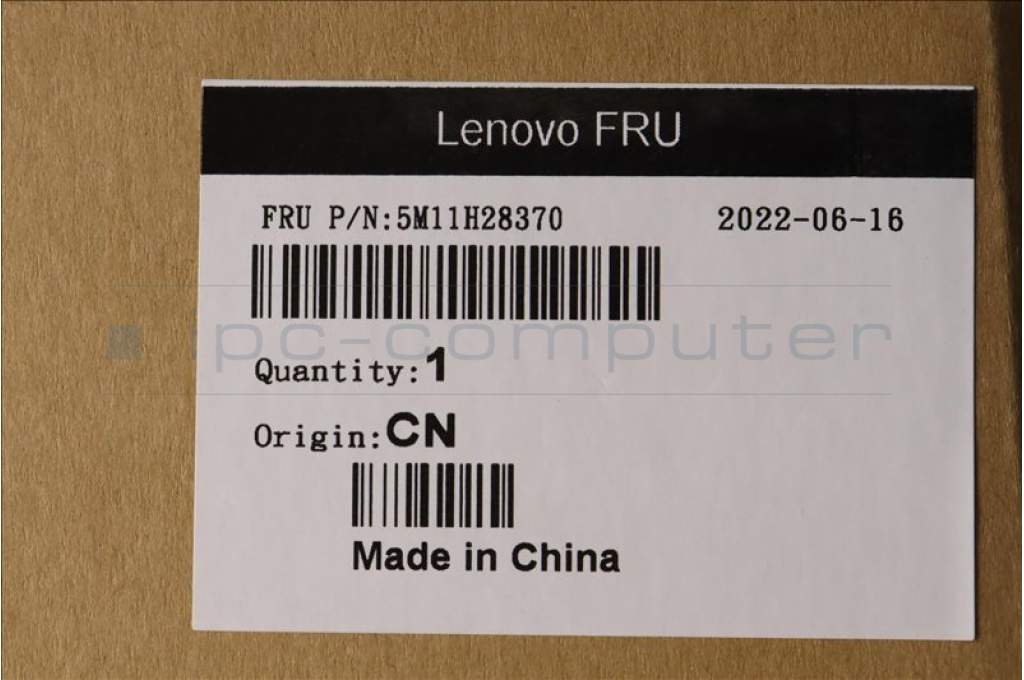 Lenovo FRU
FRU P/N:5M11H28370 2022-06-16
ipc-computer
Quantity:1
Origin:CN
Made in China